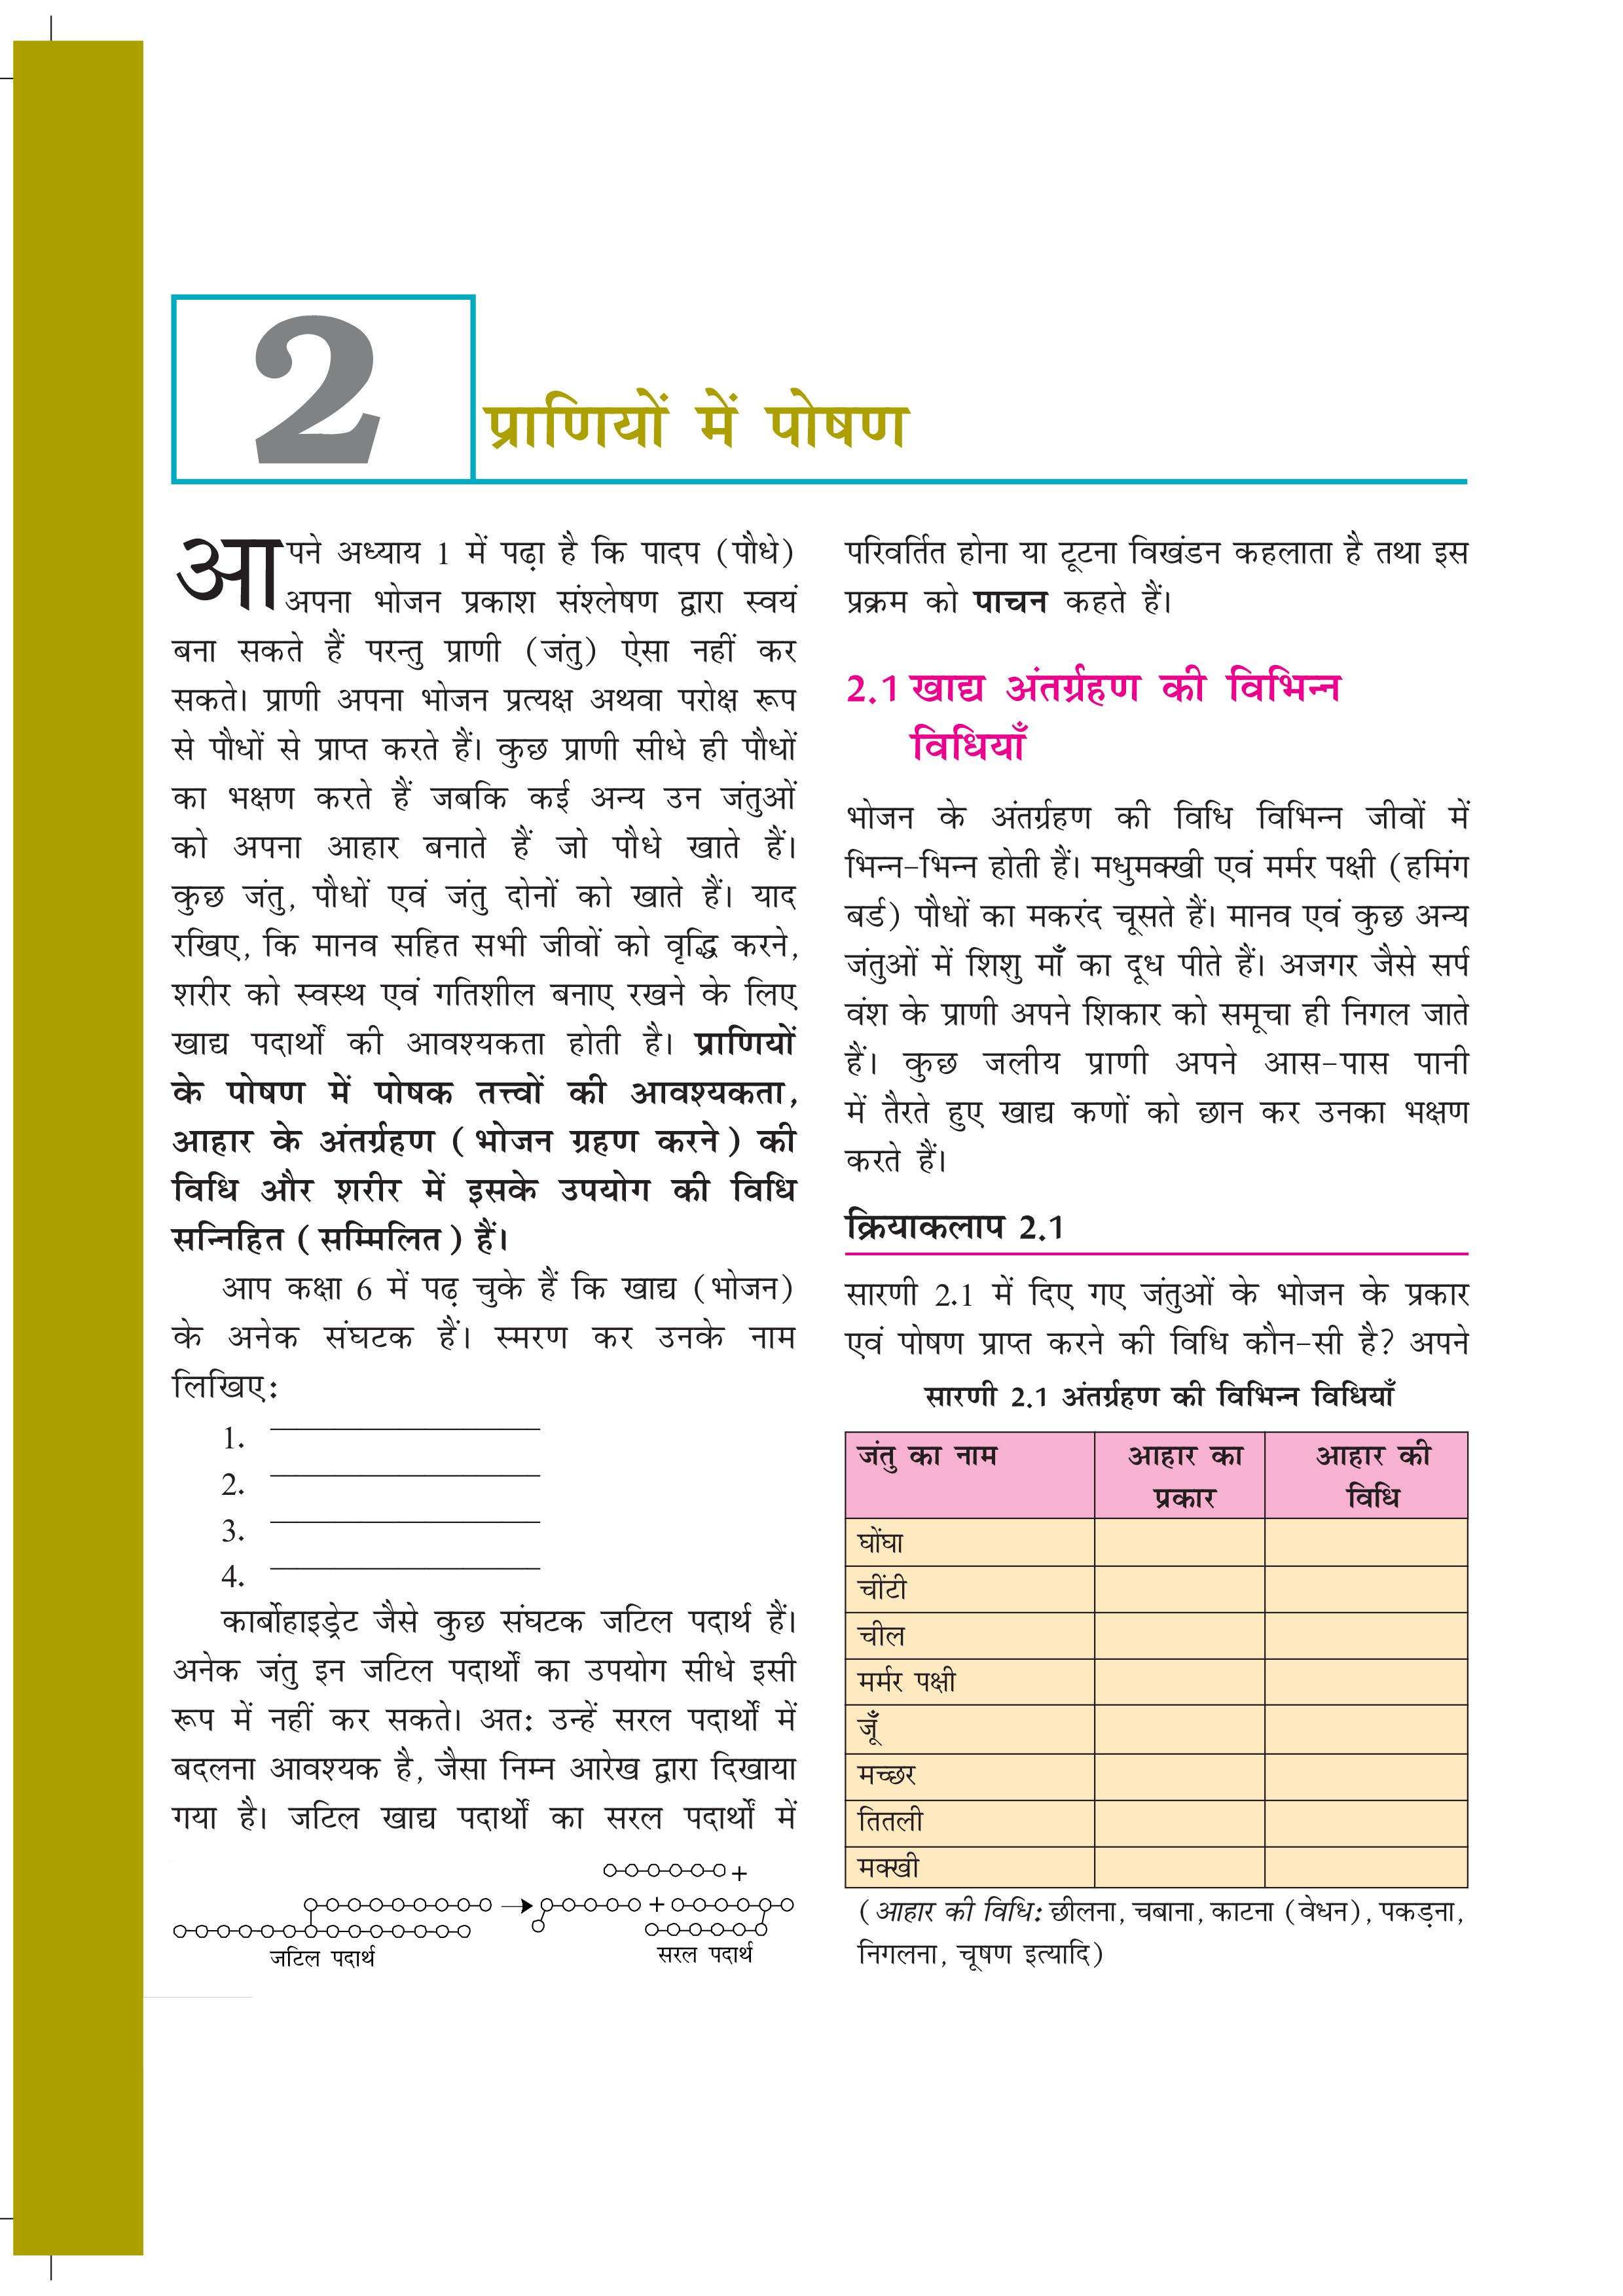 2
प्राणियों में पोषण
आपने अध्याय 1 में पढ़ा है कि पादप (पौधे)
अपना भोजन प्रकाश संश्लेषण द्वारा स्वयं
बना सकते हैं परन्तु प्राणी (जंतु) ऐसा नहीं कर
सकते। प्राणी अपना भोजन प्रत्यक्ष अथवा परोक्ष रूप
से पौधों से प्राप्त करते हैं। कुछ प्राणी सीधे ही पौधों
का भक्षण करते हैं जबकि कई अन्य उन जंतुओं
को अपना आहार बनाते हैं जो पौधे खाते हैं।
कुछ जंतु, पौधों एवं जंतु दोनों को खाते हैं। याद
रखिए, कि मानव सहित सभी जीवों को वृद्धि करने,
शरीर को स्वस्थ एवं गतिशील बनाए रखने के लिए
खाद्य पदार्थों की आवश्यकता होती है। प्राणियों
के पोषण में पोषक तत्त्वों की आवश्यकता,
आहार के अंतर्ग्रहण (भोजन ग्रहण करने) की
विधि और शरीर में इसके उपयोग की विधि
सन्निहित (सम्मिलित) हैं।
आप कक्षा 6 में पढ़ चुके हैं कि खाद्य (भोजन)
के अनेक संघटक हैं। स्मरण कर उनके नाम
लिखिए:
1.
2.
3.
4.
कार्बोहाइड्रेट जैसे कुछ संघटक जटिल पदार्थ हैं।
अनेक जंतु इन जटिल पदार्थों का उपयोग सीधे इसी
रूप में नहीं कर सकते। अतः उन्हें सरल पदार्थों में
बदलना आवश्यक है, जैसा निम्न आरेख द्वारा दिखाया
गया है। जटिल खाद्य पदार्थों का सरल पदार्थों में
+
+
जटिल पदार्थ
सरल पदार्थ
परिवर्तित होना या टूटना विखंडन कहलाता है तथा इस
प्रक्रम को पाचन कहते हैं।
2.1 खाद्य अंतर्ग्रहण की विभिन्न
विधियाँ
भोजन के अंतर्ग्रहण की विधि विभिन्न जीवों में
भिन्न-भिन्न होती हैं। मधुमक्खी एवं मर्मर पक्षी (हमिंग
बर्ड) पौधों का मकरंद चूसते हैं। मानव एवं कुछ अन्य
जंतुओं में शिशु माँ का दूध पीते हैं। अजगर जैसे सर्प
वंश के प्राणी अपने शिकार को समूचा ही निगल जाते
हैं। कुछ जलीय प्राणी अपने आस-पास पानी
में तैरते हुए खाद्य कणों को छान कर उनका भक्षण
करते हैं।
क्रियाकलाप 2.1
सारणी 2.1 में दिए गए जंतुओं के भोजन के प्रकार
एवं पोषण प्राप्त करने की विधि कौन-सी है? अपने
सारणी 2.1 अंतर्ग्रहण की विभिन्न विधियाँ
जंतु का नाम आहार का आहार की
प्रकार विधि
घोंघा
चींटी
चील
मर्मर पक्षी
जूँ
मच्छर
तितली
मक्खी
(आहार की विधि: छीलना, चबाना, काटना (वेधन), पकड़ना,
निगलना, चूषण इत्यादि)